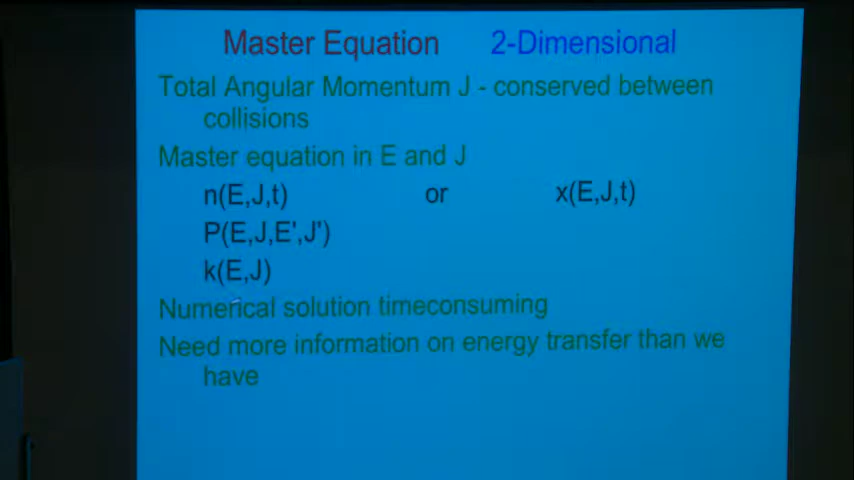 Master Equation 2-Dimensional
Total Angular Momentum J - conserved between
collisions
Master equation in E and J
n(E,J,t) or x(E,J,t)
P(E,J,E',J')
k(E,J)
Numerical solution timeconsuming
Need more information on energy transfer than we
have